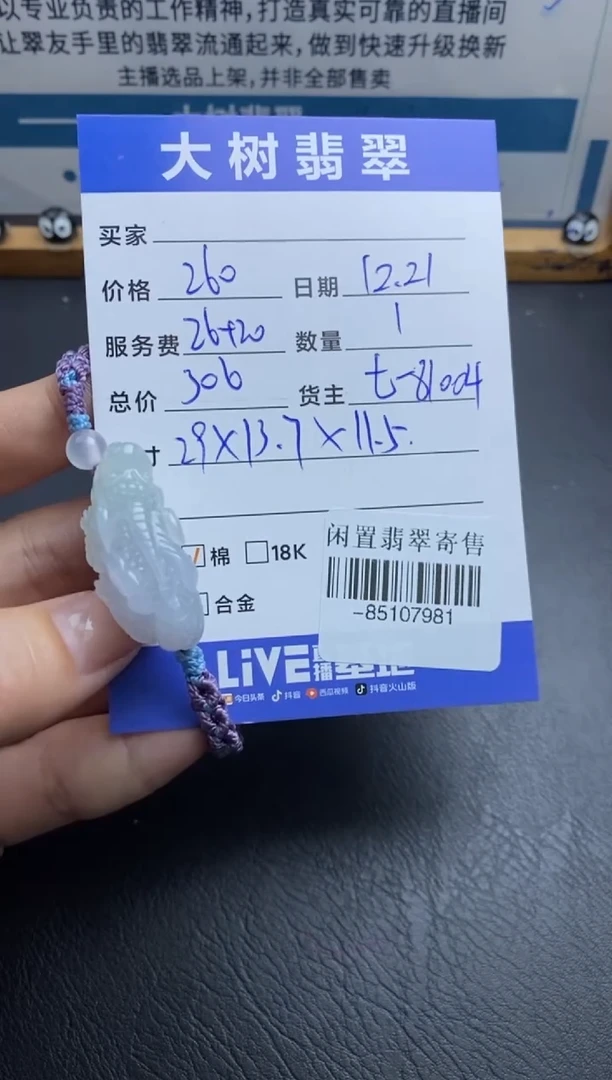 以专业负责的工作精神,打造真实可靠的直播间
让翠友手里的翡翠流通起来,做到快速升级换新
主播选品上架,并非全部售卖
大树翡翠
买家
价格 260 日期 12.21
服务费 26+20 数量 1
总价 306 货主 t-81004
寸 29×13.7×11.5.
棉 18K
合金
闲置翡翠寄售
-85107981
LiVE 直播基地
今日头条 抖音 西瓜视频 抖音火山版